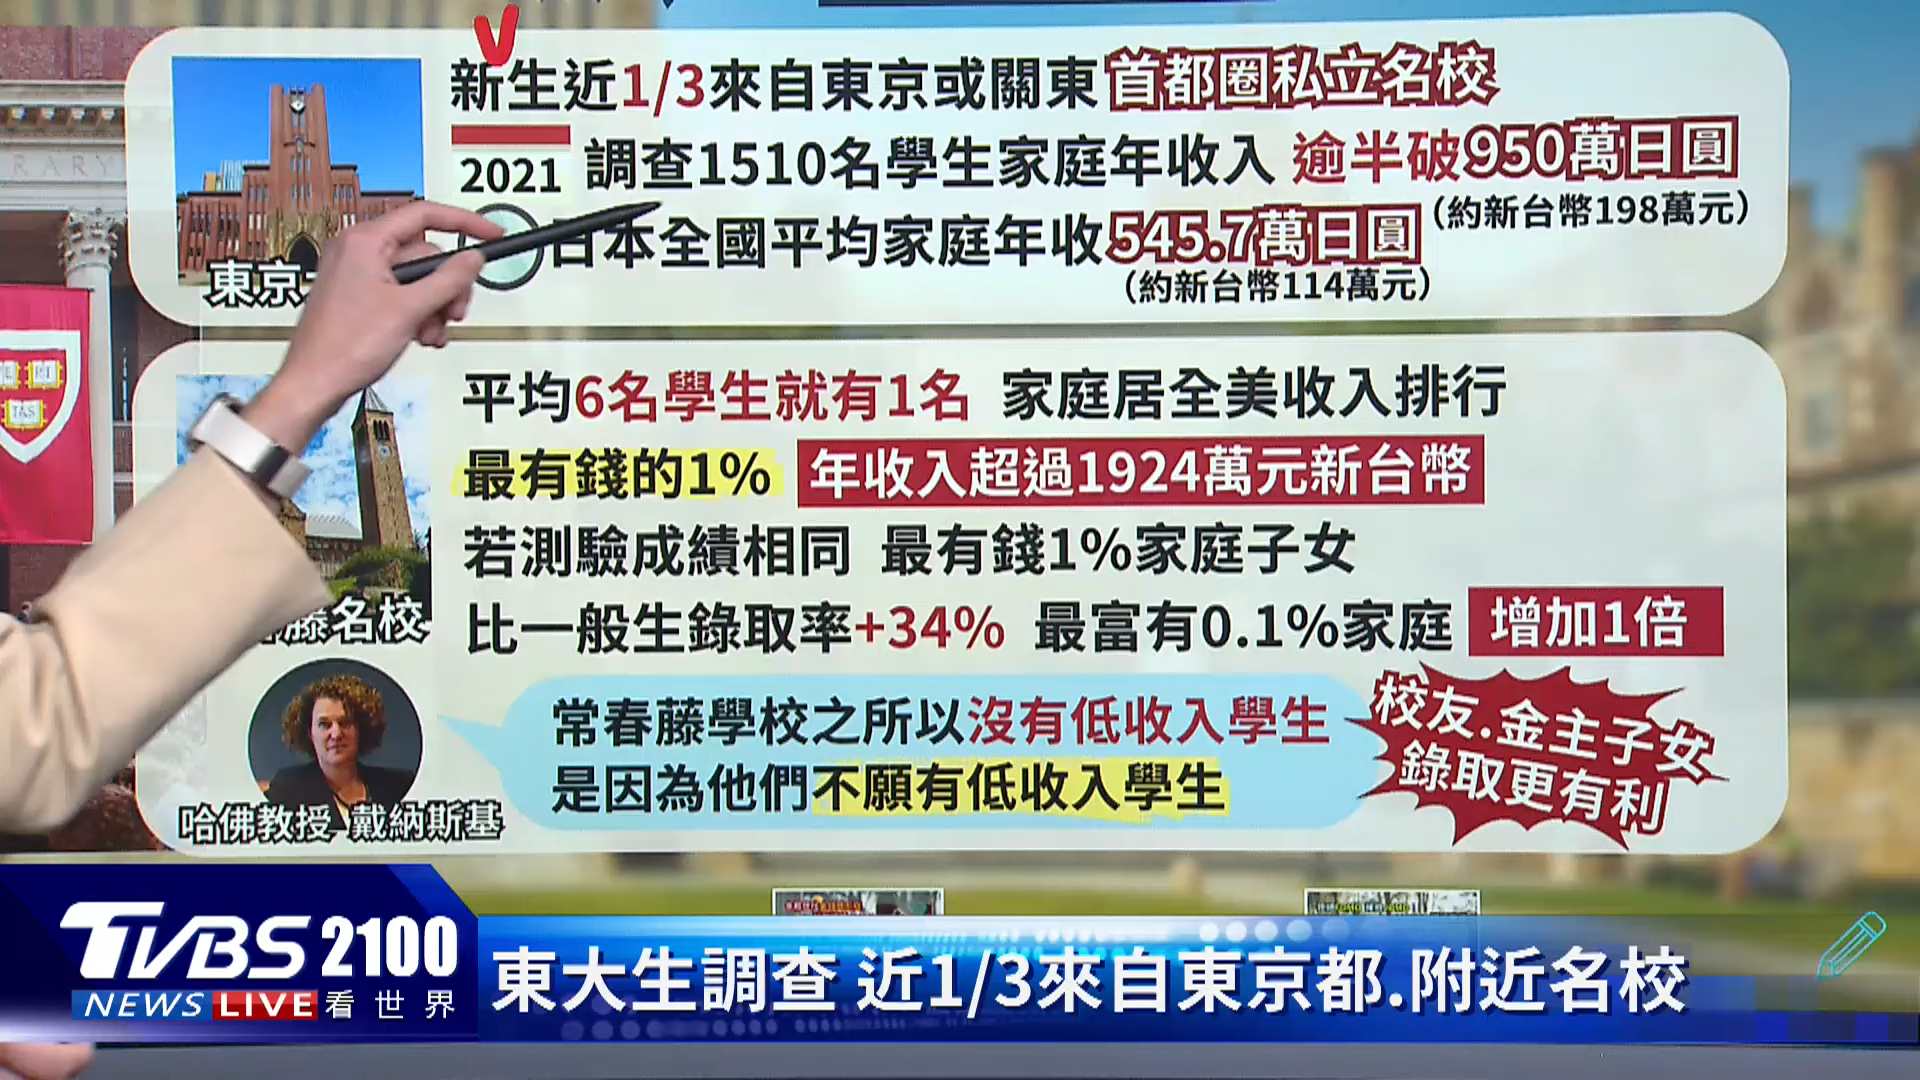 新生近1/3來自東京或關東首都圈私立名校
2021 調查1510名學生家庭年收入 逾半破950萬日圓
(約新台幣198萬元)
日本全國平均家庭年收545.7萬日圓
(約新台幣114萬元)
東京
平均6名學生就有1名 家庭居全美收入排行
最有錢的1% 年收入超過1924萬元新台幣
若測驗成績相同 最有錢1%家庭子女
比一般生錄取率+34% 最富有0.1%家庭 增加1倍
藤名校
常春藤學校之所以沒有低收入學生
是因為他們不願有低收入學生
校友.金主子女
錄取更有利
哈佛教授 戴納斯基
TVBS 2100
NEWS LIVE 看世界
東大生調查 近1/3來自東京都.附近名校